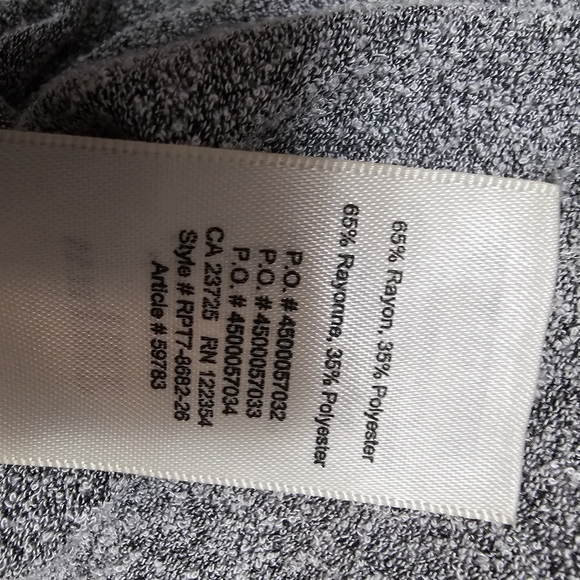 65% Rayon, 35% Polyester
65% Rayonne, 35% Polyester
P.O. # 4500057032
P.O. # 4500057033
P.O. # 4500057034
CA 23725 RN 122354
Style # RPT7-8682-26
Article # 59783